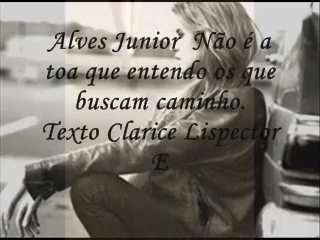 Alves Junior Não é a
toa que entendo os que
buscam caminho.
Texto Clarice Lispector
E